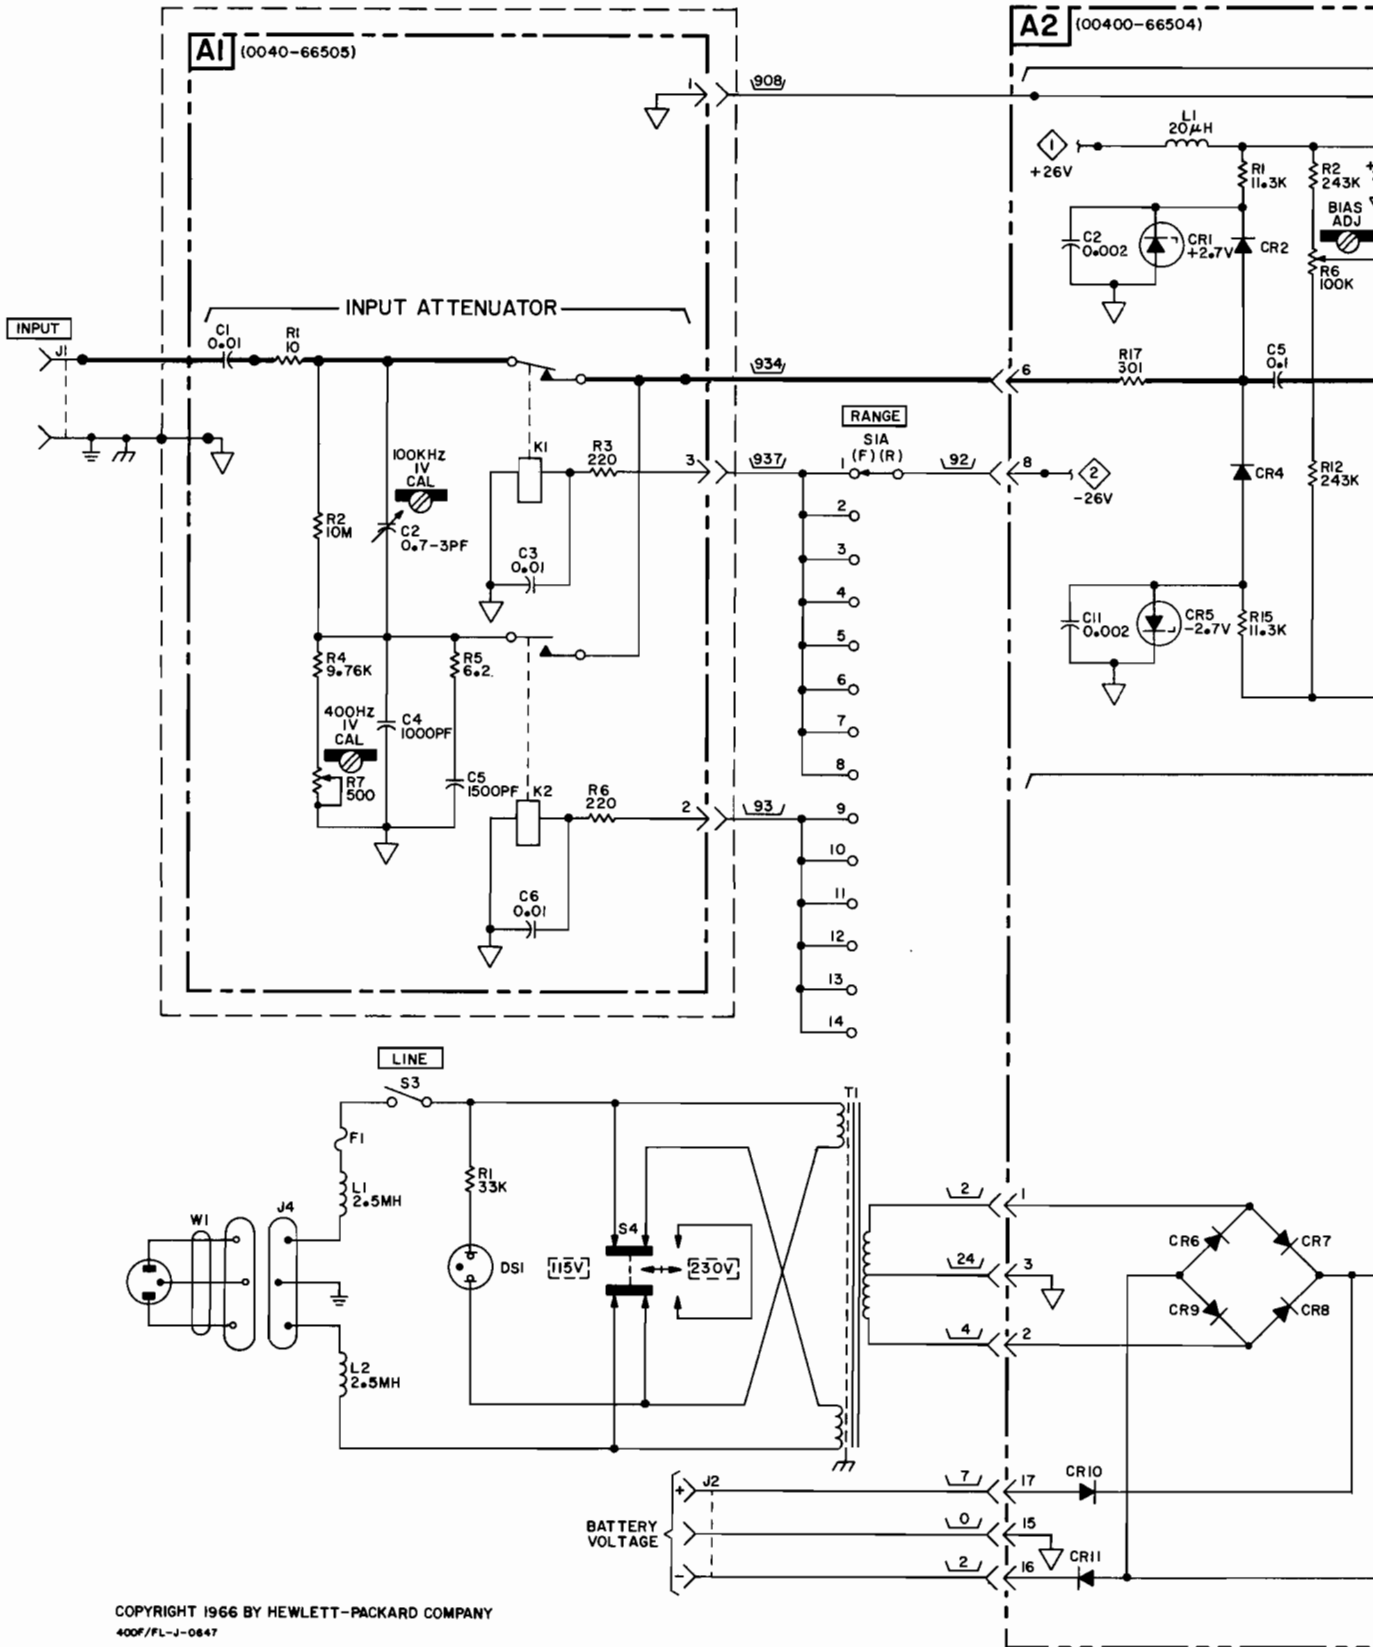 A1 (0040-66505)
A2 (00400-66504)
1
908
L1
20µH
1
+26V
R1
11.3K
R2
243K
+
BIAS
ADJ
C2
0.002
CR1
+2.7V
CR2
R6
100K
INPUT ATTENUATOR
INPUT
J1
C1
0.01
R1
10
934
6
R17
301
C5
0.1
RANGE
S1A
(F)(R)
K1
R3
220
3
937
1
92
8
2
-26V
CR4
R12
243K
100KHz
1V
CAL
R2
10M
C2
0.7-3PF
C3
0.01
2
3
4
5
6
7
8
C11
0.002
CR5
-2.7V
R15
11.3K
R4
9.76K
R5
6.2
400HZ
1V
CAL
C4
1000PF
R7
500
C5
1500PF
K2
R6
220
2
93
9
10
11
12
13
14
C6
0.01
LINE
S3
T1
F1
R1
33K
L1
2.5MH
W1
J4
S4
DS1
115V
230V
2
1
24
3
4
2
CR6
CR7
CR9
CR8
L2
2.5MH
BATTERY
VOLTAGE
+
J2
7
17
CR10
0
15
-
2
16
CR11
COPYRIGHT 1966 BY HEWLETT-PACKARD COMPANY
400F/FL-J-0647